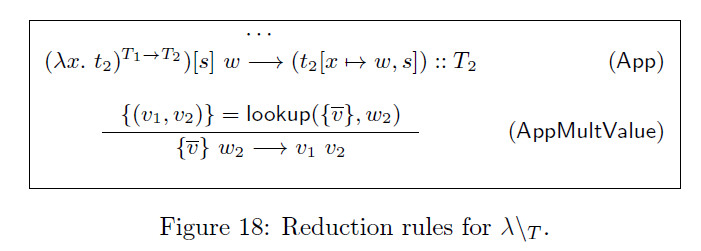 ...
(λx. t₂)^{T₁→T₂})[s] w ⟶ (t₂[x ↦ w, s]) :: T₂ (App)
{(v₁, v₂)} = lookup({v̅}, w₂)
{v̅} w₂ ⟶ v₁ v₂ (AppMultValue)
Figure 18: Reduction rules for λ\_T.